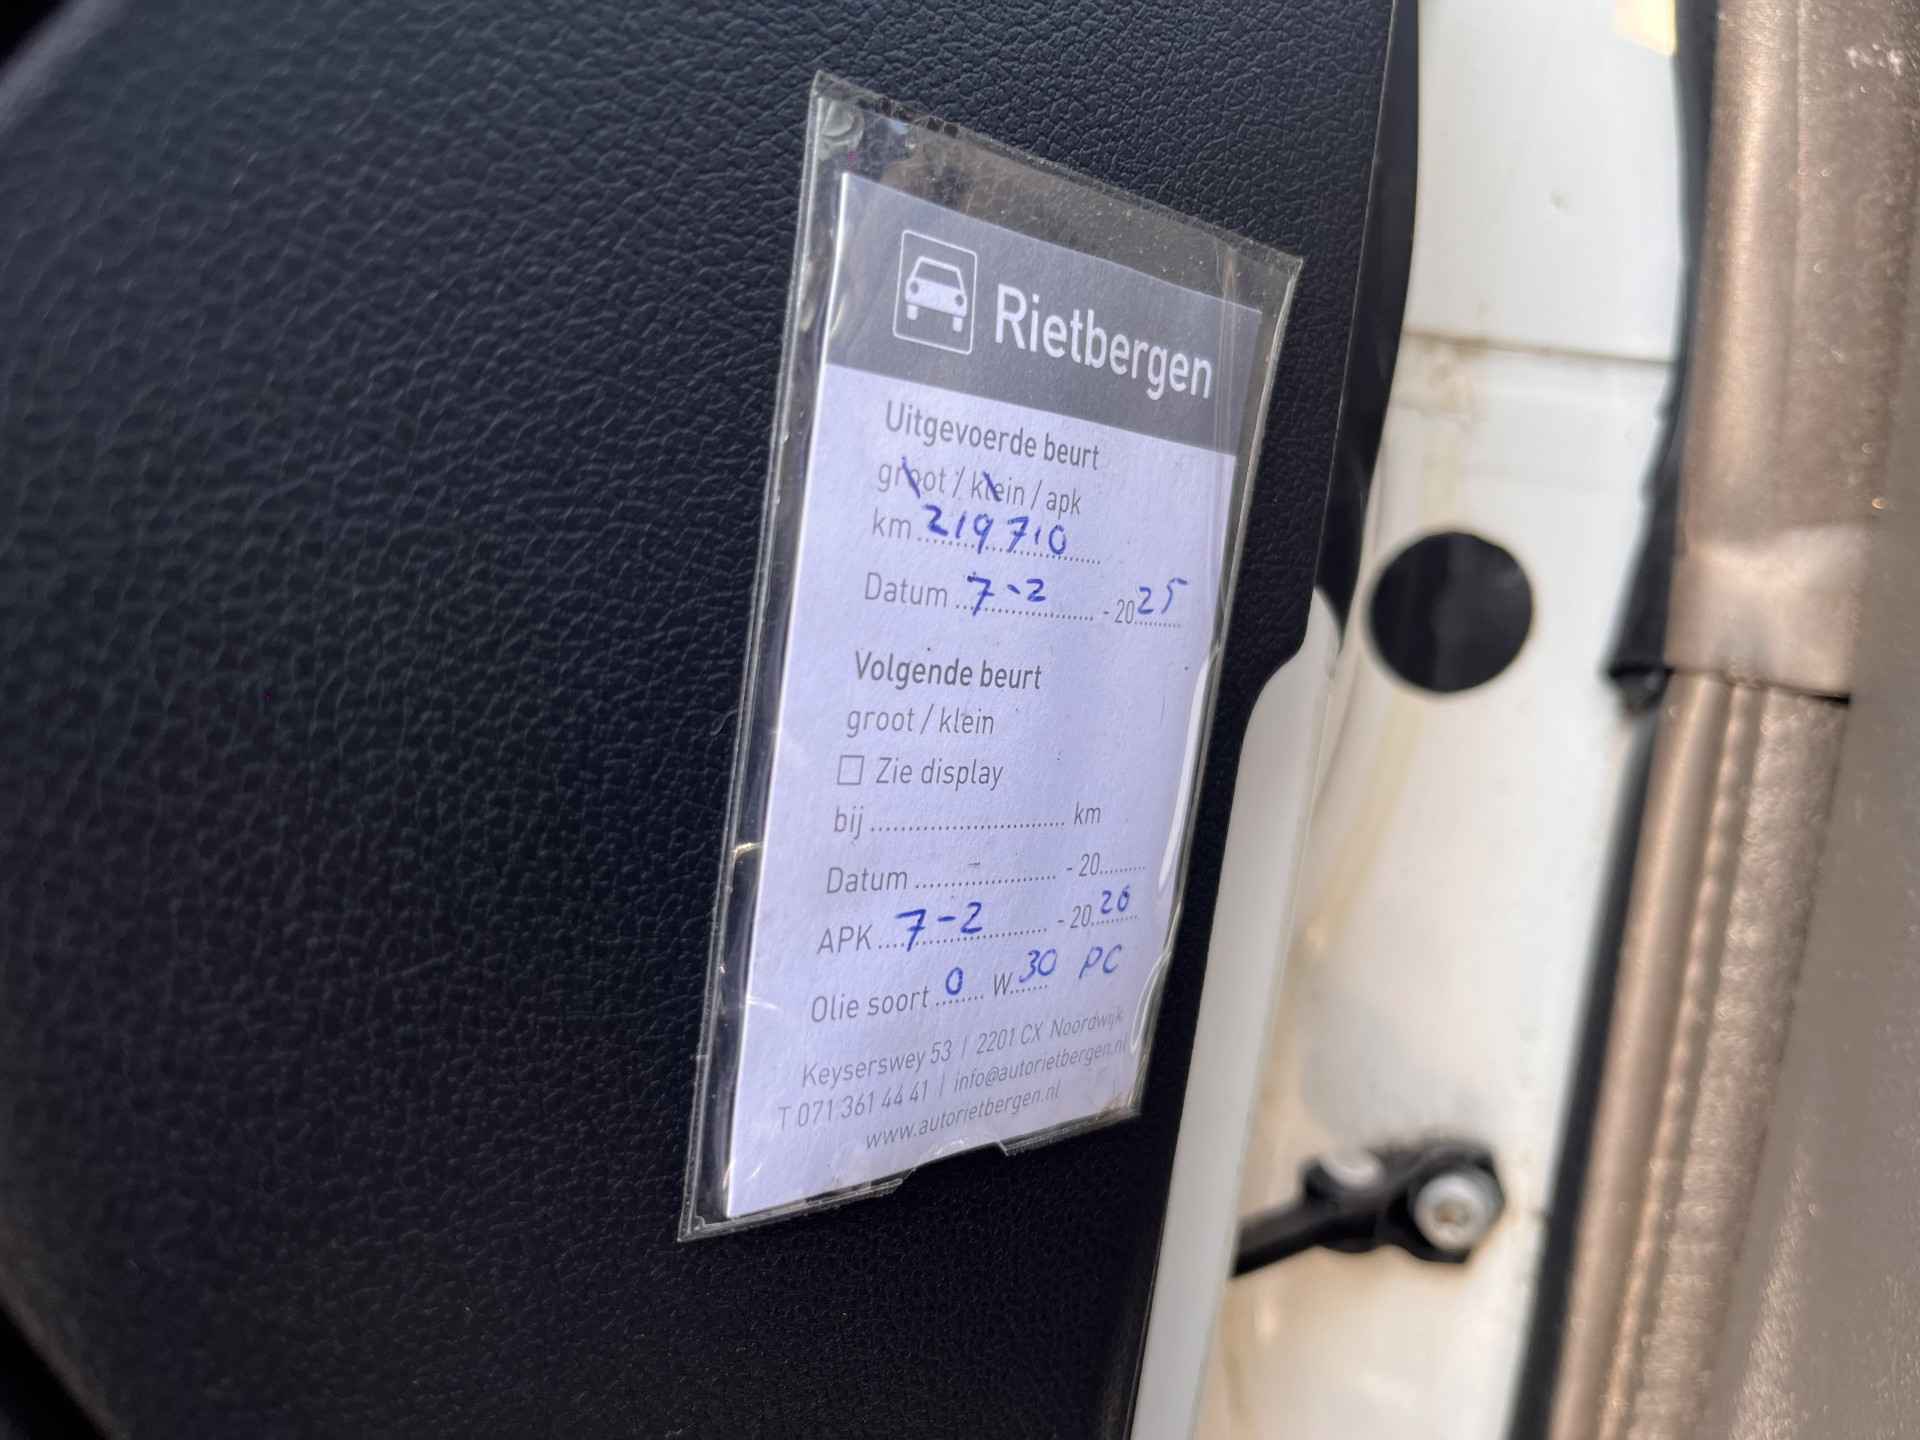 Rietbergen
Uitgevoerde beurt
groot / klein / apk
km 219710
Datum 7-2 - 2025
Volgende beurt
groot / klein
Zie display
bij km
Datum - - 20
APK 7-2 - 2026
Olie soort 0 W 30 PC
Keyserswey 53 | 2201 CX Noordwijk
T 071 361 44 41 | info@autorietbergen.nl
www.autorietbergen.nl